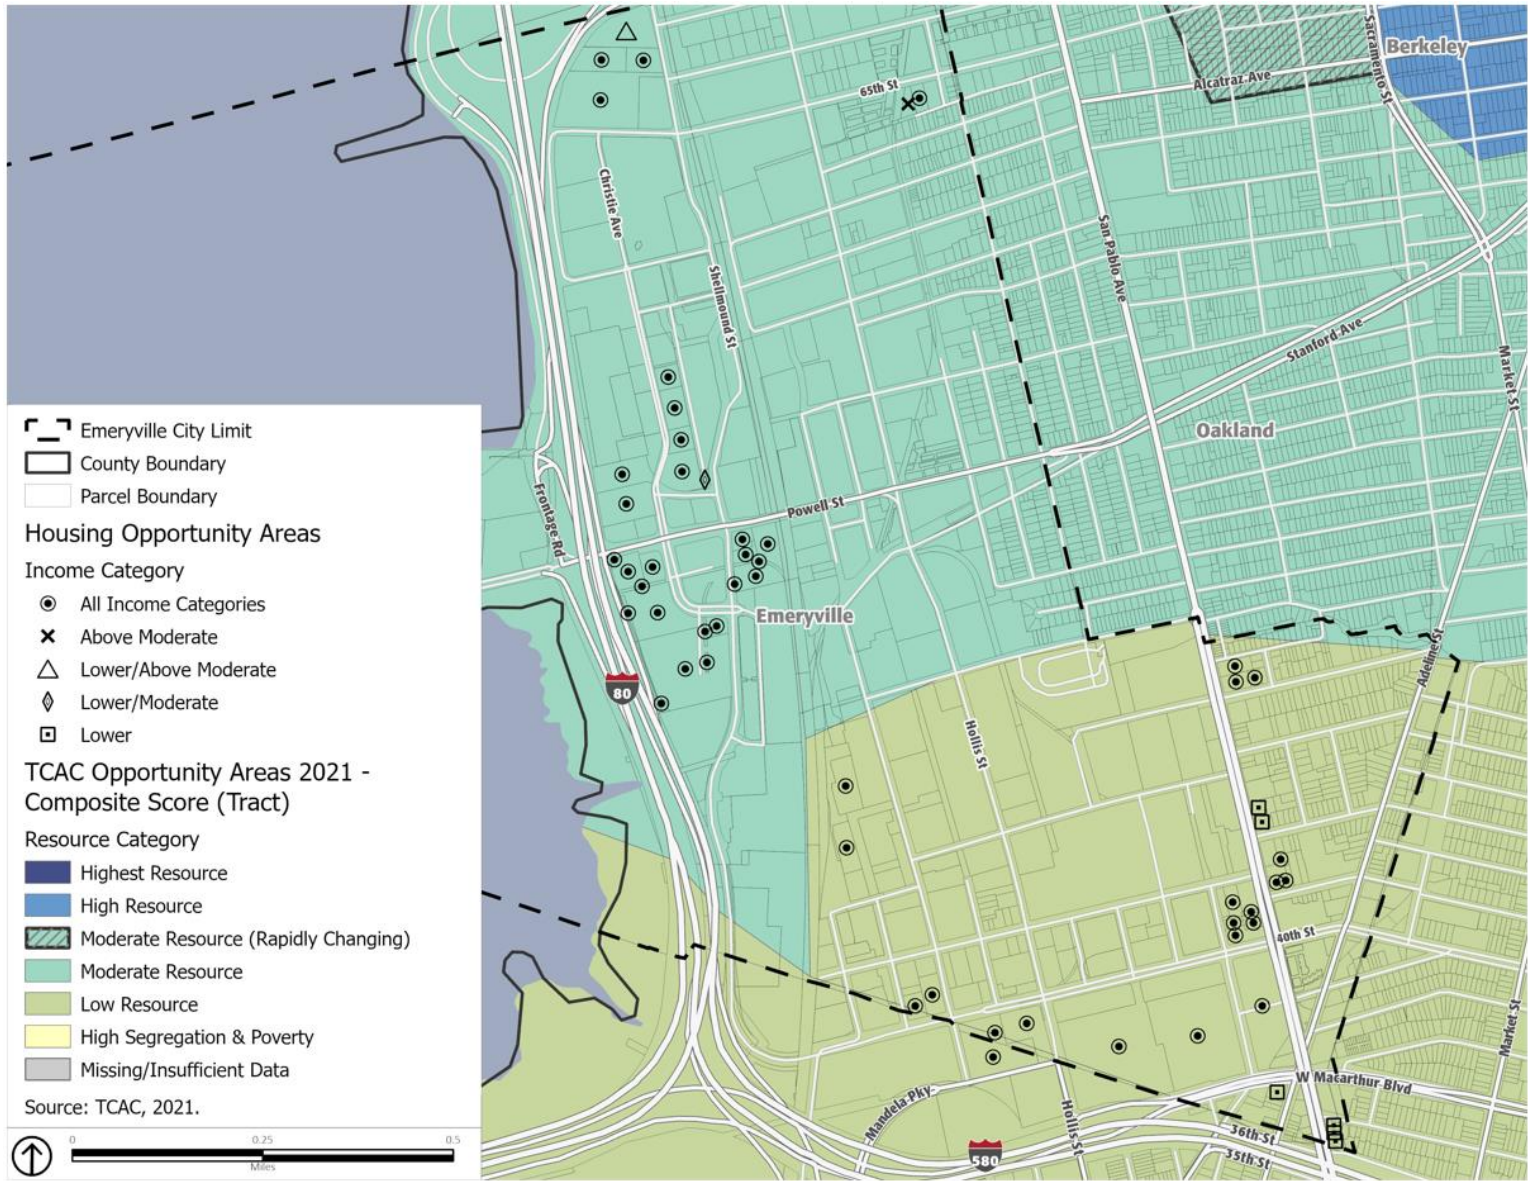 Berkeley
Sacramento St
Alcatraz Ave
65th St
Christie Ave
Shellmound St
San Pablo Ave
Stanford Ave
Market St
Oakland
Powell St
Frontage Rd
Emeryville
Adeline St
80
Hollis St
40th St
Market St
W Macarthur Blvd
Mandela Pky
Hollis St
36th St
35th St
580
Emeryville City Limit
County Boundary
Parcel Boundary
Housing Opportunity Areas
Income Category
All Income Categories
Above Moderate
Lower/Above Moderate
Lower/Moderate
Lower
TCAC Opportunity Areas 2021 -
Composite Score (Tract)
Resource Category
Highest Resource
High Resource
Moderate Resource (Rapidly Changing)
Moderate Resource
Low Resource
High Segregation & Poverty
Missing/Insufficient Data
Source: TCAC, 2021.
0 0.25 0.5
Miles